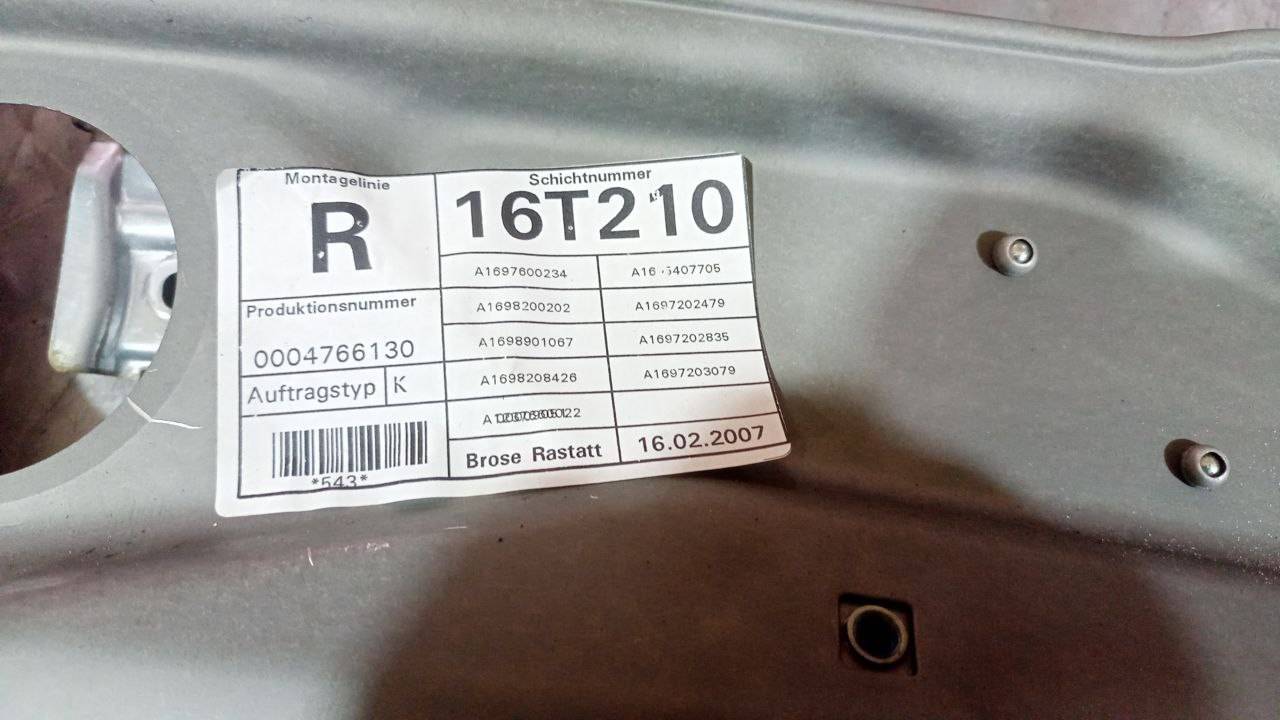 Montagelinie
R
Schichtnummer
16T210
A1697600234
A1698200202
A1697202479
A1698901067
A1697202835
A1698208426
A1697203079
Produktionsnummer
0004766130
Auftragstyp K
*543*
Brose Rastatt
16.02.2007